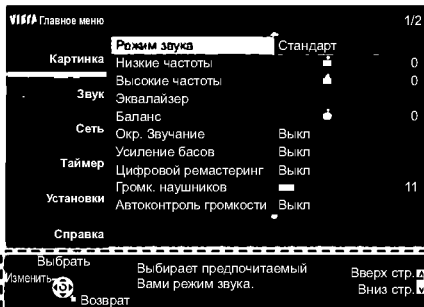 VIErA Главное меню 1/2
Картинка
Звук
Сеть
Таймер
Установки
Справка
Режим звука Стандарт
Низкие частоты 0
Высокие частоты 0
Эквалайзер
Баланс 0
Окр. Звучание Выкл
Усиление басов Выкл
Цифровой ремастеринг Выкл
Громк. наушников 11
Автоконтроль громкости Выкл
Выбрать
Изменить
Возврат
Выбирает предпочитаемый
Вами режим звука.
Вверх стр.
Вниз стр.